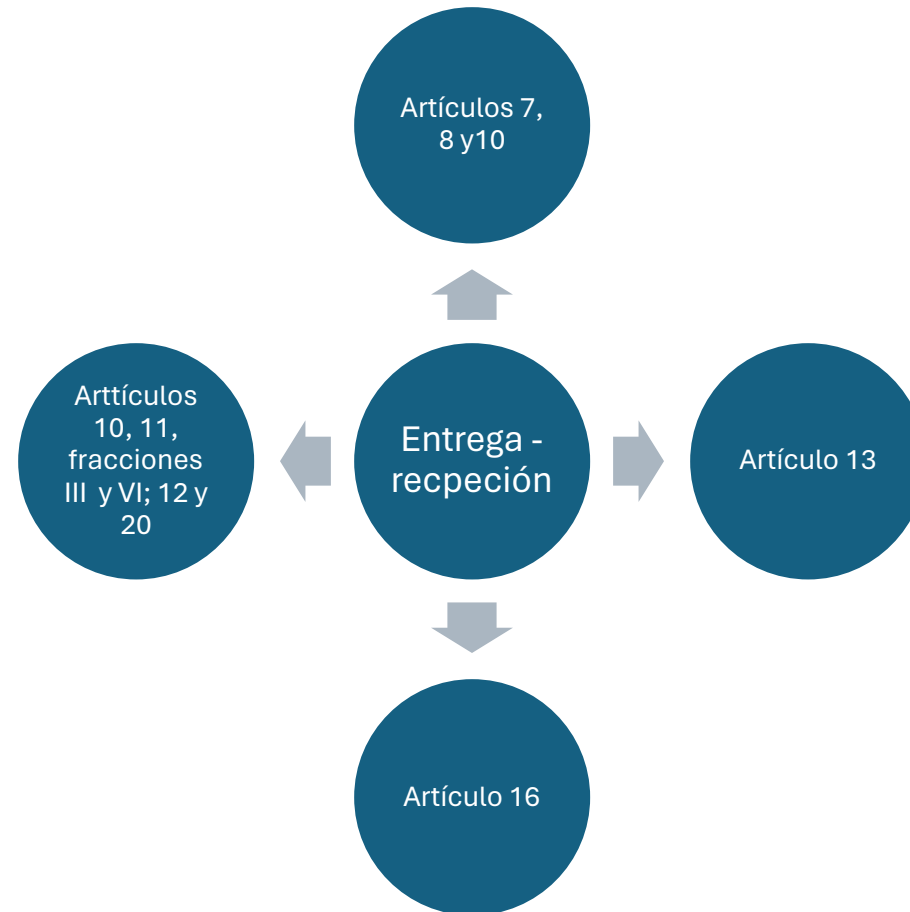 Artículos 7,
8 y10
Arttículos
10, 11,
fracciones
III y VI; 12 y
20
Entrega -
recpeción
Artículo 13
Artículo 16